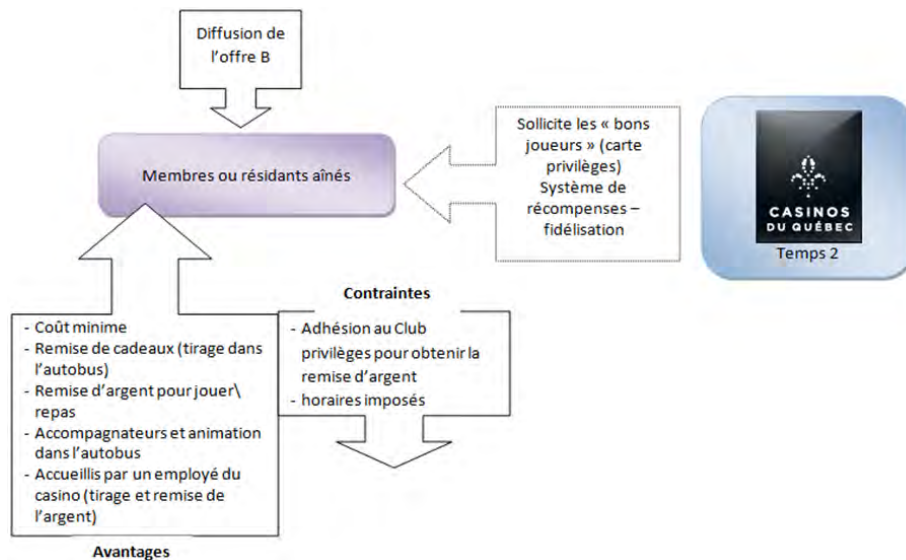 Diffusion de
l'offre B
Membres ou résidants aînés
Sollicite les « bons
joueurs » (carte
privilèges)
Système de
récompenses –
fidélisation
CASINOS
DU QUÉBEC
Temps 2
Contraintes
- Adhésion au Club
privilèges pour obtenir la
remise d'argent
- horaires imposés
- Coût minime
- Remise de cadeaux (tirage dans
l'autobus)
- Remise d'argent pour jouer\
repas
- Accompagnateurs et animation
dans l'autobus
- Accueillis par un employé du
casino (tirage et remise de
l'argent)
Avantages